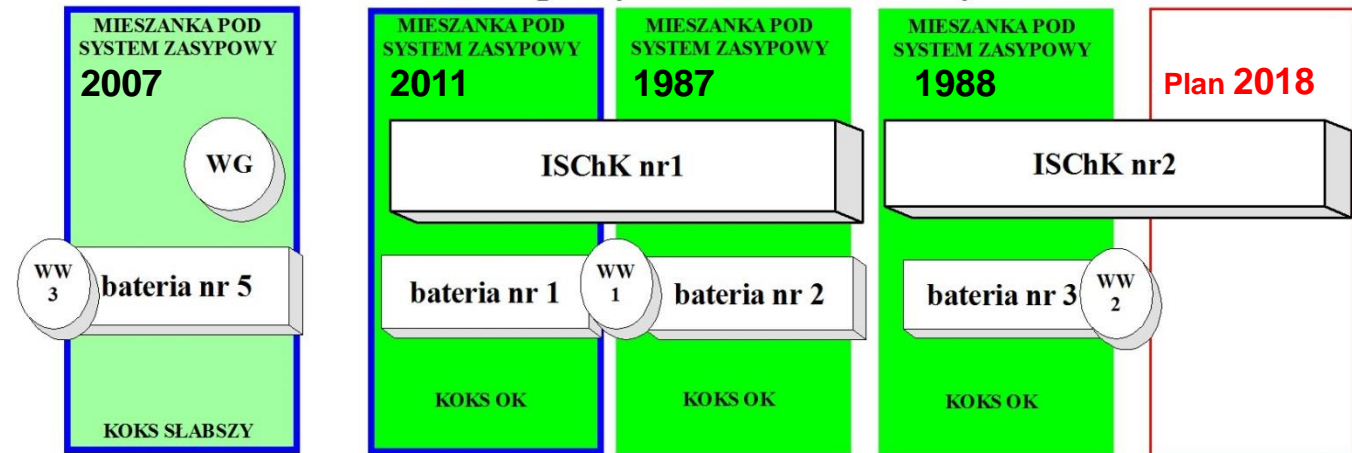 MIESZANKA POD
SYSTEM ZASYPOWY
2007
WG
WW
3
bateria nr 5
KOKS SŁABSZY
MIESZANKA POD
SYSTEM ZASYPOWY
2011
MIESZANKA POD
SYSTEM ZASYPOWY
1987
ISChK nr1
bateria nr 1
WW
1
bateria nr 2
KOKS OK
KOKS OK
MIESZANKA POD
SYSTEM ZASYPOWY
1988
Plan 2018
ISChK nr2
bateria nr 3
WW
2
KOKS OK